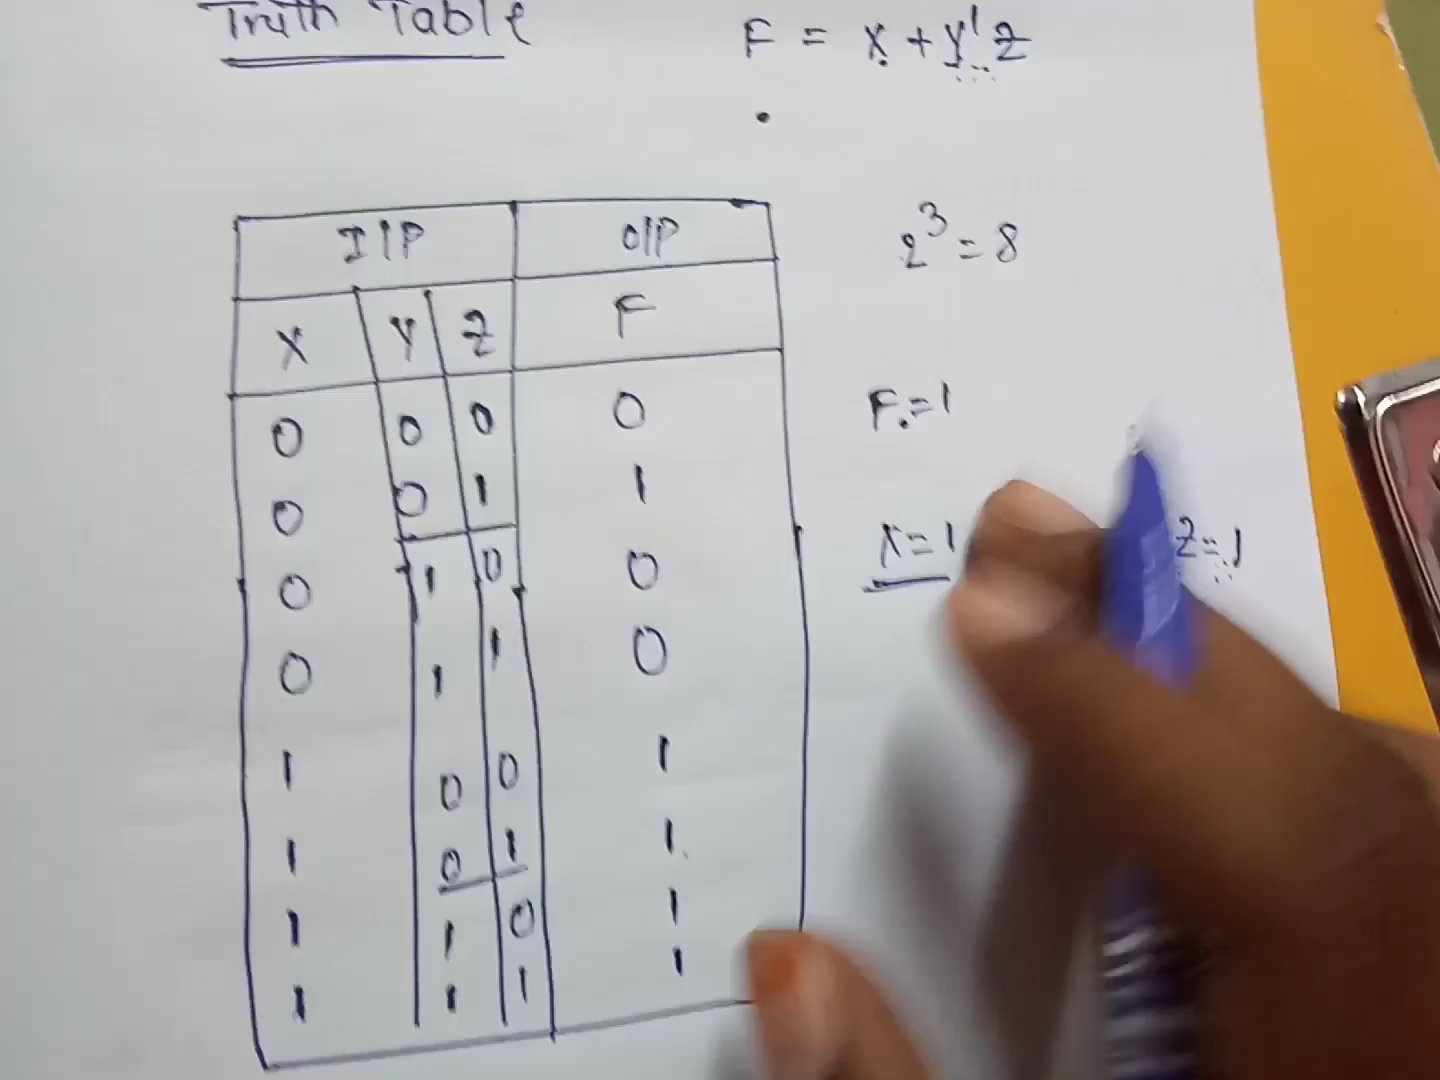 Truth Table
F = X + Y' Z
I/P O/P
X Y Z F
0 0 0 0
0 0 1 1
0 1 0 0
0 1 1 0
1 0 0 1
1 0 1 1
1 1 0 1
1 1 1 1
2³ = 8
F = 1
X = 1 Z = 1